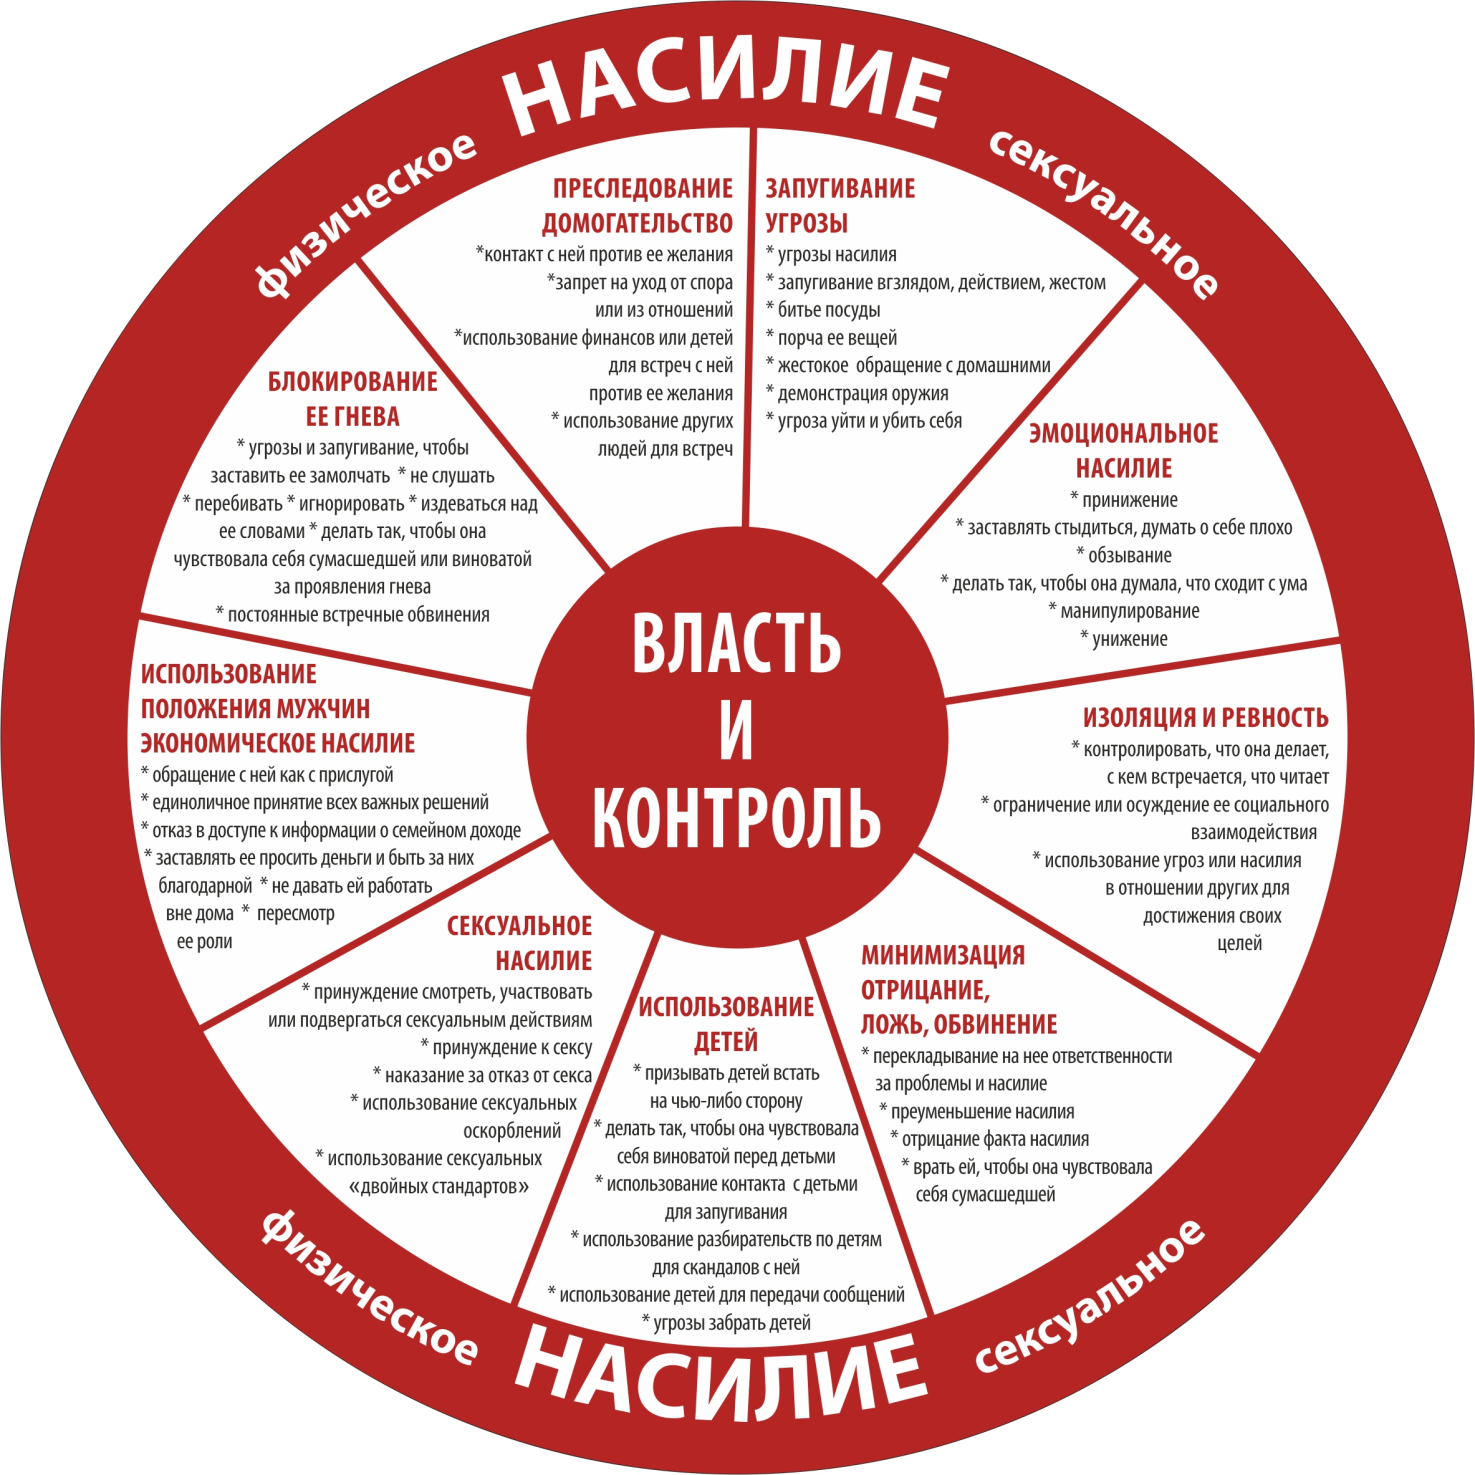 НАСИЛИЕ
физическое
сексуальное
ПРЕСЛЕДОВАНИЕ
ДОМОГАТЕЛЬСТВО
*контакт с ней против ее желания
*запрет на уход от спора
или из отношений
*использование финансов или детей
для встреч с ней
против ее желания
* использование других
людей для встреч
ЗАПУГИВАНИЕ
УГРОЗЫ
* угрозы насилия
* запугивание вгзлядом, действием, жестом
* битье посуды
* порча ее вещей
* жестокое обращение с домашними
* демонстрация оружия
* угроза уйти и убить себя
ЭМОЦИОНАЛЬНОЕ
НАСИЛИЕ
* принижение
* заставлять стыдиться, думать о себе плохо
* обзывание
* делать так, чтобы она думала, что сходит с ума
* манипулирование
* унижение
ИЗОЛЯЦИЯ И РЕВНОСТЬ
* контролировать, что она делает,
с кем встречается, что читает
* ограничение или осуждение ее социального
взаимодействия
* использование угроз или насилия
в отношении других для
достижения своих
целей
МИНИМИЗАЦИЯ
ОТРИЦАНИЕ,
ЛОЖЬ, ОБВИНЕНИЕ
* перекладывание на нее ответственности
за проблемы и насилие
* преуменьшение насилия
* отрицание факта насилия
* врать ей, чтобы она чувствовала
себя сумасшедшей
ИСПОЛЬЗОВАНИЕ
ДЕТЕЙ
* призывать детей встать
на чью-либо сторону
* делать так, чтобы она чувствовала
себя виноватой перед детьми
* использование контакта с детьми
для запугивания
* использование разбирательств по детям
для скандалов с ней
* использование детей для передачи сообщений
* угрозы забрать детей
СЕКСУАЛЬНОЕ
НАСИЛИЕ
* принуждение смотреть, участвовать
или подвергаться сексуальным действиям
* принуждение к сексу
* наказание за отказ от секса
* использование сексуальных
оскорблений
* использование сексуальных
«двойных стандартов»
ИСПОЛЬЗОВАНИЕ
ПОЛОЖЕНИЯ МУЖЧИН
ЭКОНОМИЧЕСКОЕ НАСИЛИЕ
* обращение с ней как с прислугой
* единоличное принятие всех важных решений
* отказ в доступе к информации о семейном доходе
* заставлять ее просить деньги и быть за них
благодарной * не давать ей работать
вне дома * пересмотр
ее роли
БЛОКИРОВАНИЕ
ЕЕ ГНЕВА
* угрозы и запугивание, чтобы
заставить ее замолчать * не слушать
* перебивать * игнорировать * издеваться над
ее словами * делать так, чтобы она
чувствовала себя сумасшедшей или виноватой
за проявления гнева
* постоянные встречные обвинения
ВЛАСТЬ
И
КОНТРОЛЬ
физическое
НАСИЛИЕ
сексуальное